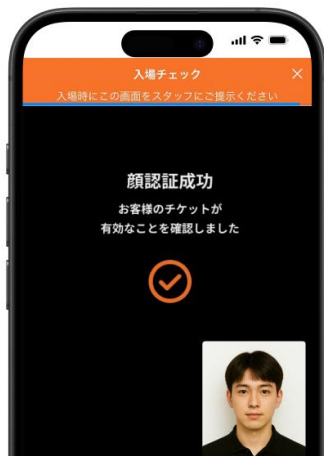 入場チェック
入場時にこの画面をスタッフにご提示ください
顔認証成功
お客様のチケットが
有効なことを確認しました